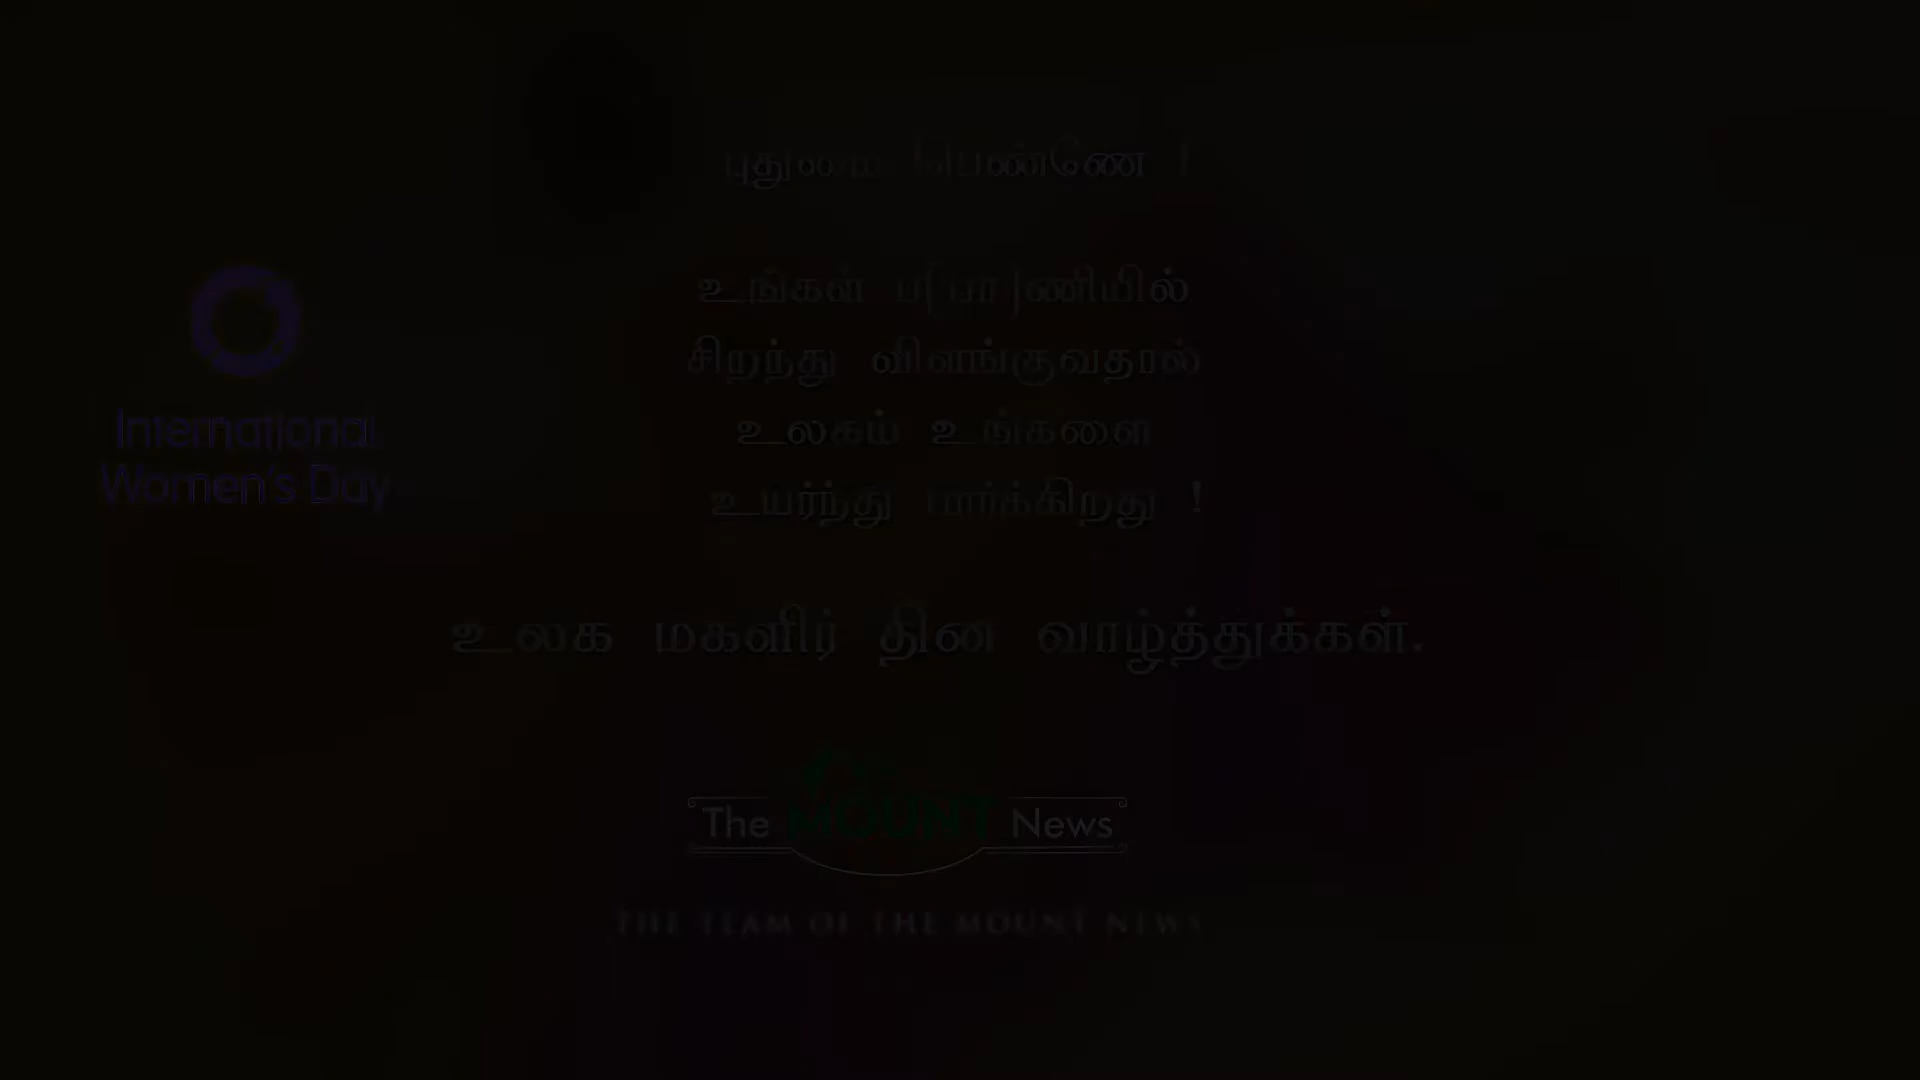 புதுமை பெண்ணே !
உங்கள் ப(பா)ணியில்
சிறந்து விளங்குவதால்
உலகம் உங்களை
உயர்ந்து பார்க்கிறது !
உலக மகளிர் தின வாழ்த்துக்கள்.
International
Women's Day
The MOUNT News
THE TEAM OF THE MOUNT NEWS